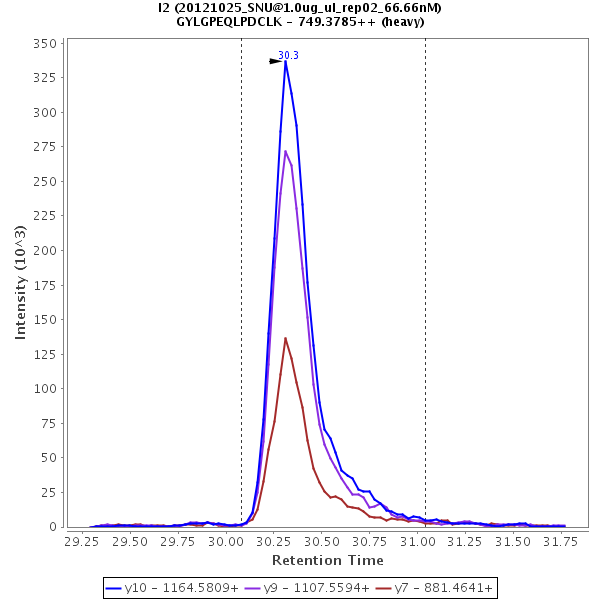 I2 (20121025_SNU@1.0ug_ul_rep02_66.66nM)
GYLGPEQLPDCLK - 749.3785++ (heavy)
30.3
350
325
300
275
250
225
200
175
150
125
100
75
50
25
0
Intensity (10^3)
29.25 29.50 29.75 30.00 30.25 30.50 30.75 31.00 31.25 31.50 31.75
Retention Time
y10 - 1164.5809+ y9 - 1107.5594+ y7 - 881.4641+